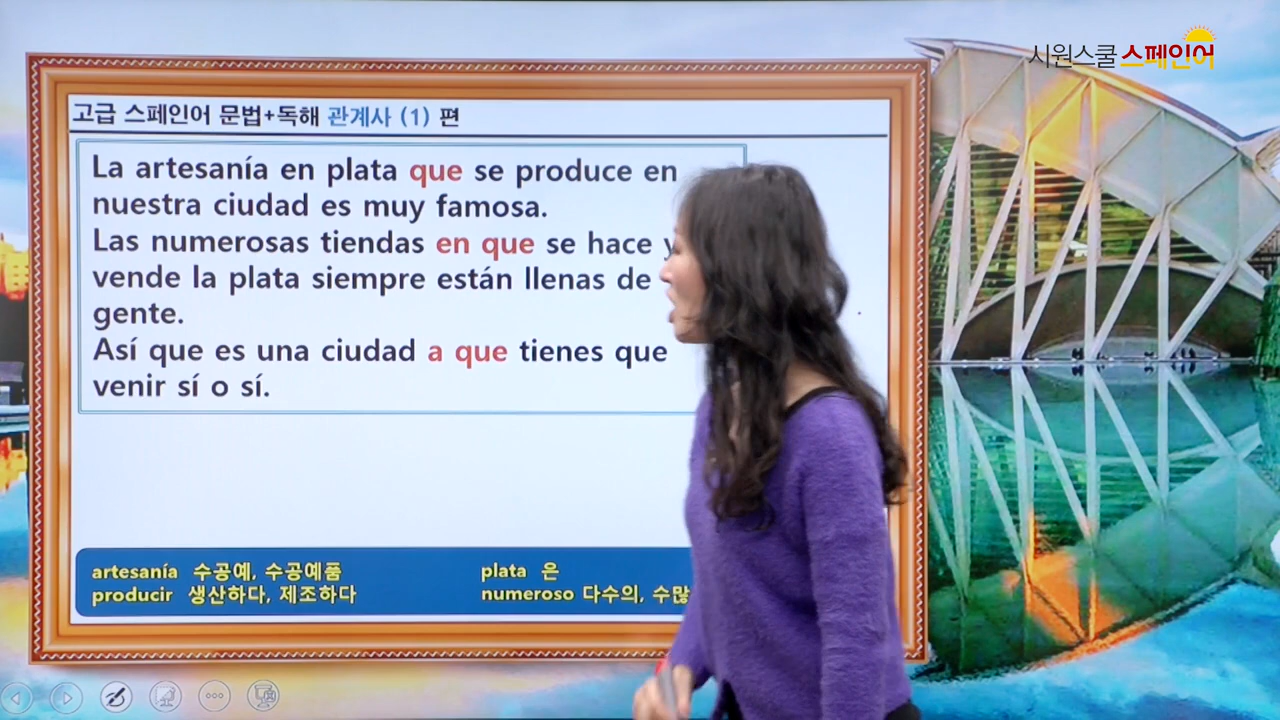 시원스쿨 스페인어
고급 스페인어 문법+독해 관계사 (1) 편
La artesanía en plata que se produce en
nuestra ciudad es muy famosa.
Las numerosas tiendas en que se hace y
vende la plata siempre están llenas de
gente.
Así que es una ciudad a que tienes que
venir sí o sí.
artesanía 수공예, 수공예품
plata 은
producir 생산하다, 제조하다
numeroso 다수의,